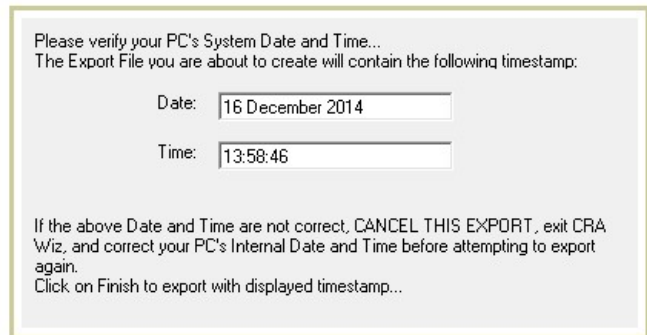 Please verify your PC's System Date and Time...
The Export File you are about to create will contain the following timestamp:
Date: 16 December 2014
Time: 13:58:46
If the above Date and Time are not correct, CANCEL THIS EXPORT, exit CRA
Wiz, and correct your PC's Internal Date and Time before attempting to export
again.
Click on Finish to export with displayed timestamp...